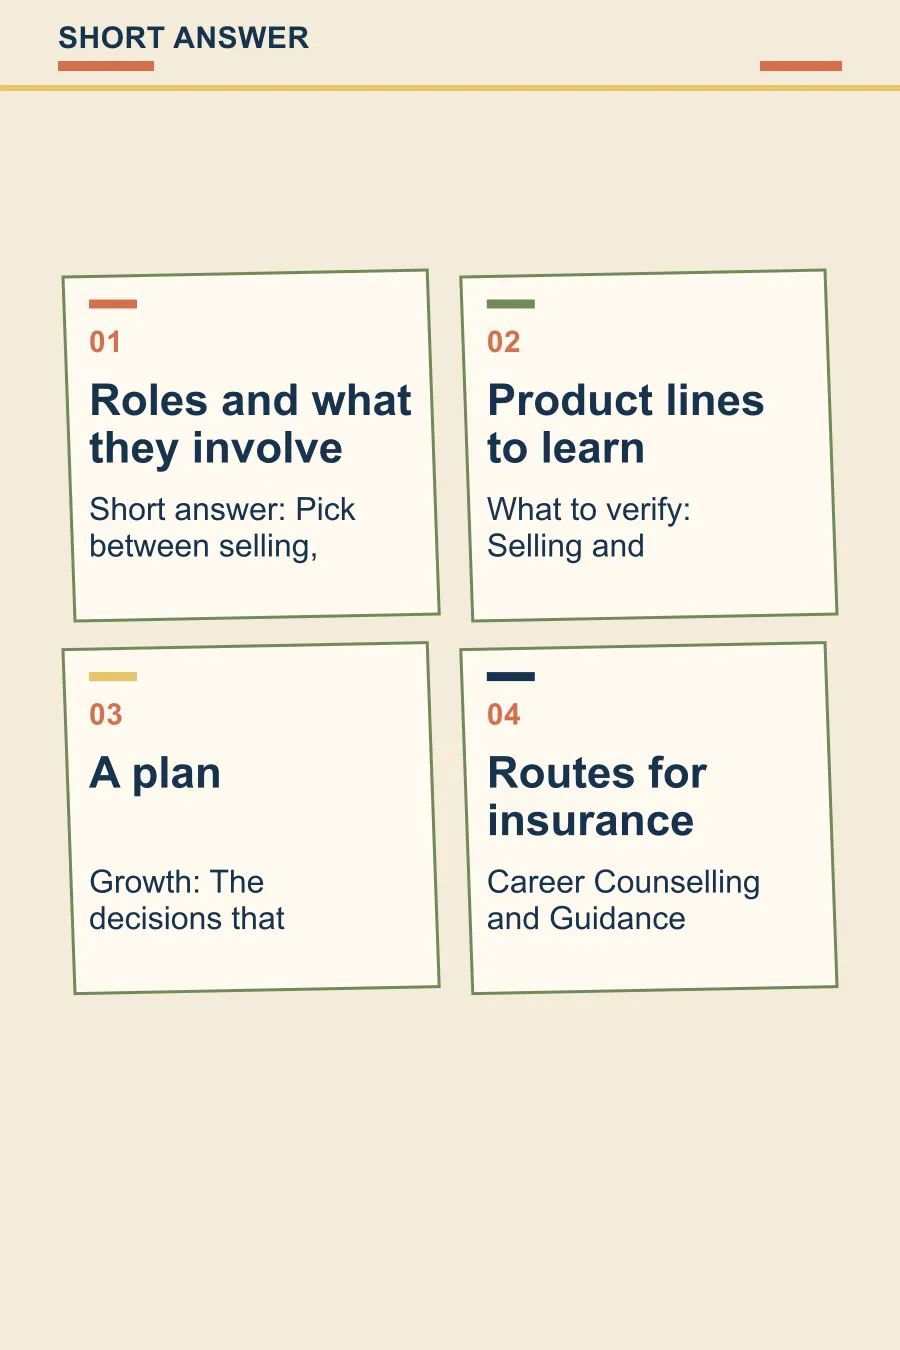 SHORT ANSWER
01
Roles and what
they involve
Short answer: Pick
between selling,
02
Product lines
to learn
What to verify:
Selling and
03
A plan
Growth: The
decisions that
04
Routes for
insurance
Career Counselling
and Guidance